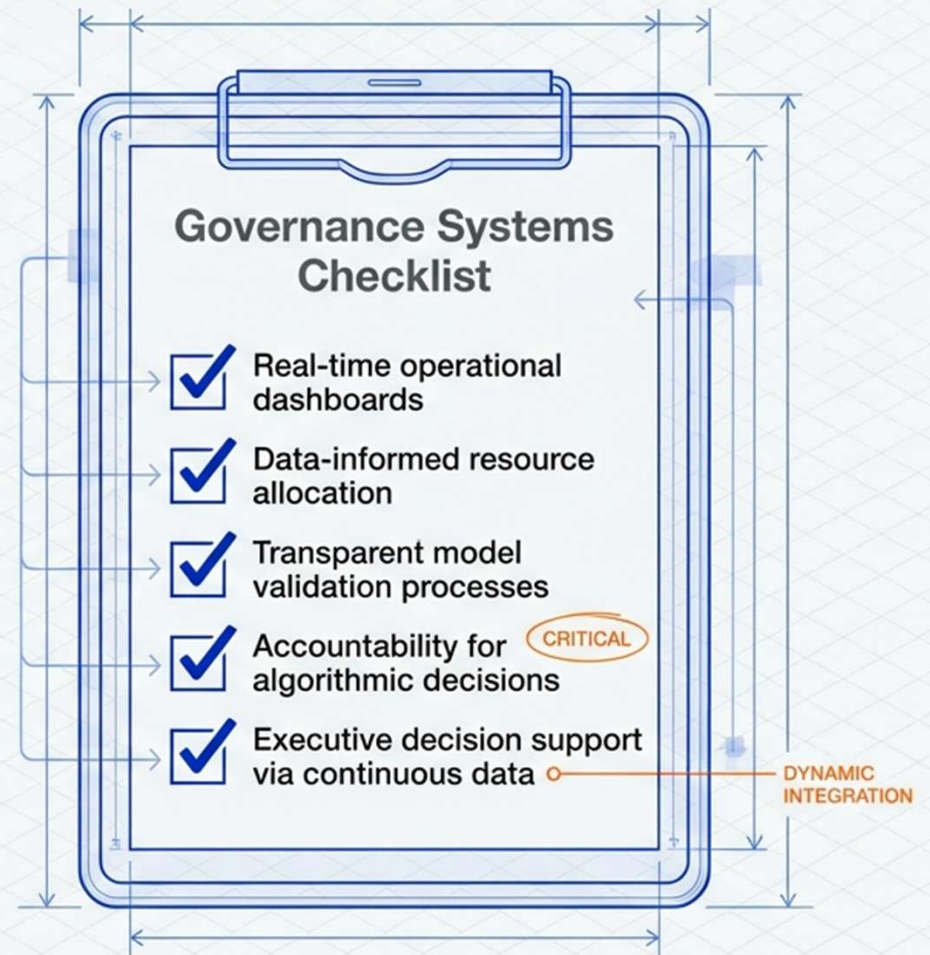 Governance Systems
Checklist
Real-time operational
dashboards
Data-informed resource
allocation
Transparent model
validation processes
Accountability for
CRITICAL
algorithmic decisions
Executive decision support
via continuous data
DYNAMIC
INTEGRATION